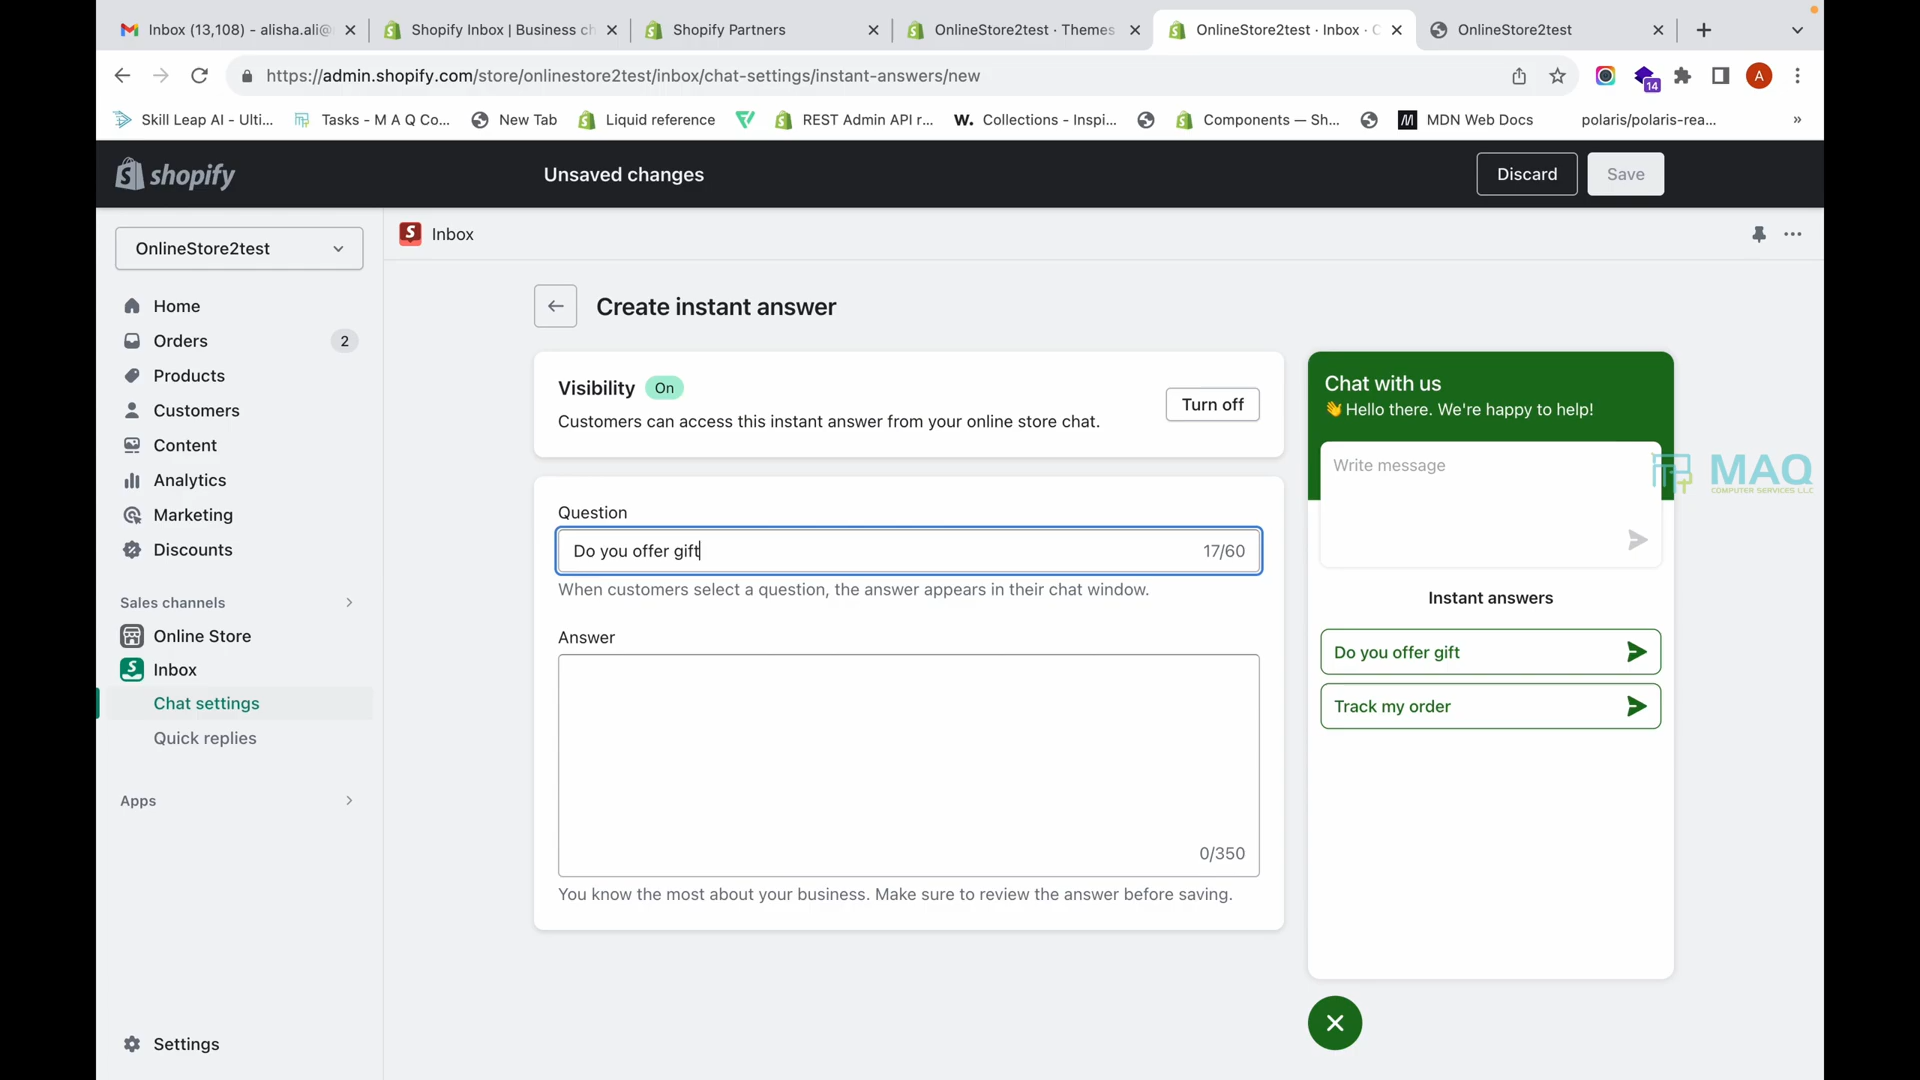 Inbox (13,108) - alisha.ali@
Shopify Inbox | Business ch
Shopify Partners
OnlineStore2test · Themes
OnlineStore2test · Inbox · C
OnlineStore2test
https://admin.shopify.com/store/onlinestore2test/inbox/chat-settings/instant-answers/new
14
A
Skill Leap AI - Ulti...
Tasks - M A Q Co...
New Tab
Liquid reference
REST Admin API r...
W.
Collections - Inspi...
Components — Sh...
MDN Web Docs
polaris/polaris-rea...
»
shopify
Unsaved changes
Discard
Save
OnlineStore2test
Home
Orders
2
Products
Customers
Content
Analytics
Marketing
Discounts
Sales channels
Online Store
Inbox
Chat settings
Quick replies
Apps
Settings
Inbox
Create instant answer
Visibility
On
Customers can access this instant answer from your online store chat.
Turn off
Question
Do you offer gift
17/60
When customers select a question, the answer appears in their chat window.
Answer
0/350
You know the most about your business. Make sure to review the answer before saving.
Chat with us
👋 Hello there. We're happy to help!
Write message
Instant answers
Do you offer gift
Track my order
MAQ
COMPUTER SERVICES LLC